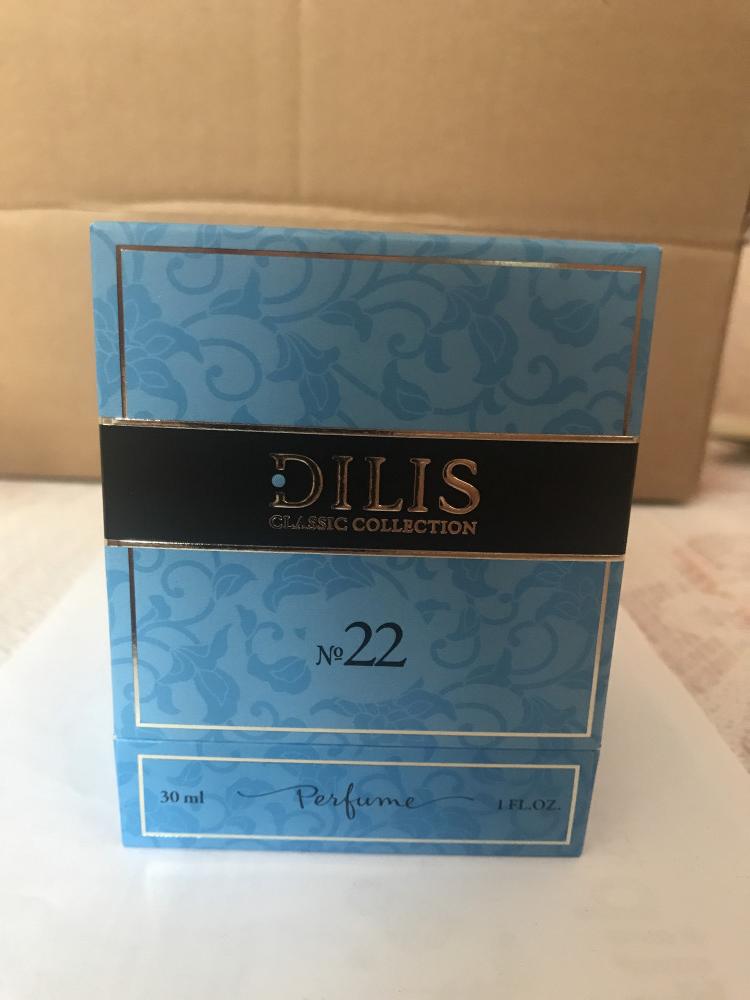 DILIS
CLASSIC COLLECTION
№22
30 ml Perfume 1 FL.OZ.